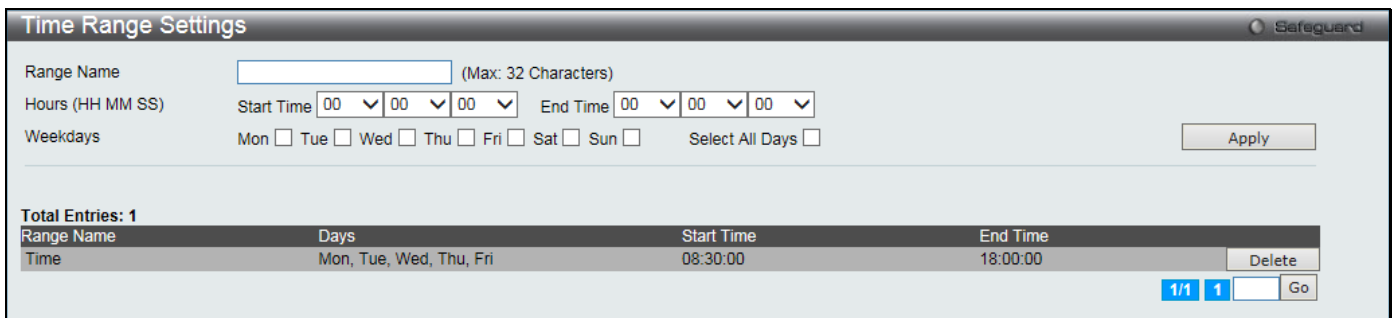 Time Range Settings Safeguard
Range Name (Max: 32 Characters)
Hours (HH MM SS) Start Time 00 00 00 End Time 00 00 00
Weekdays Mon Tue Wed Thu Fri Sat Sun Select All Days Apply
Total Entries: 1
Range Name Days Start Time End Time
Time Mon, Tue, Wed, Thu, Fri 08:30:00 18:00:00 Delete
1/1 1 Go